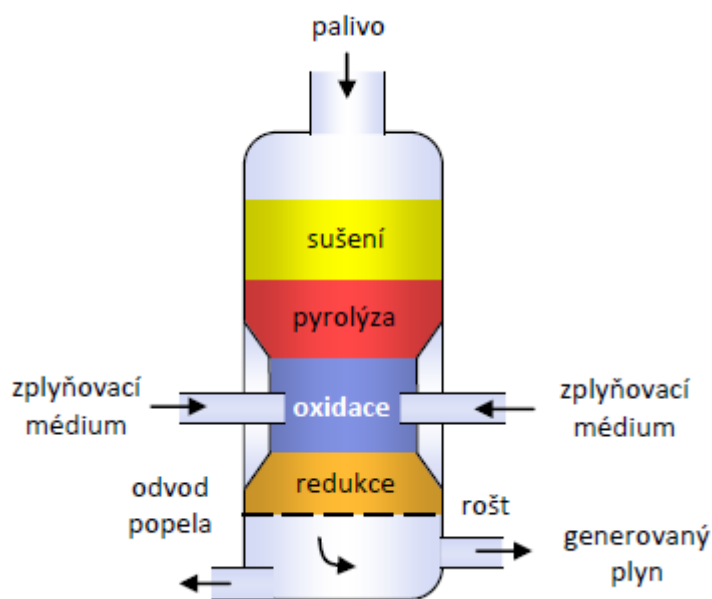 palivo
sušení
pyrolýza
zplyňovací
médium
oxidace
zplyňovací
médium
redukce
odvod
popela
rošt
generovaný
plyn